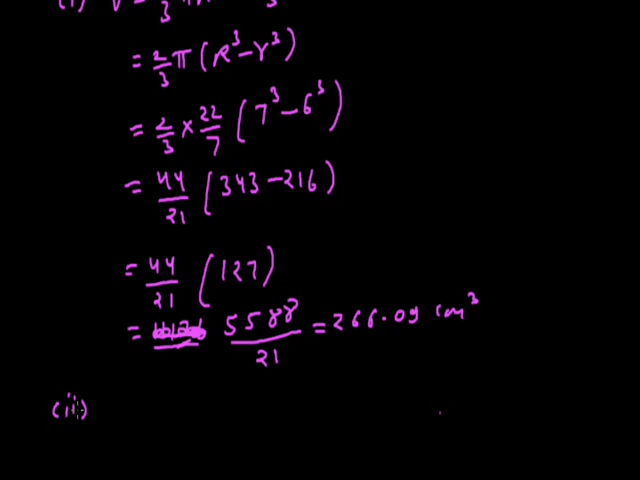 = 2/3 π (R³ - r³)
= 2/3 × 22/7 (7³ - 6³)
= 44/21 (343 - 216)
= 44/21 (127)
= 5588/21 = 266.09 cm³
(ii)